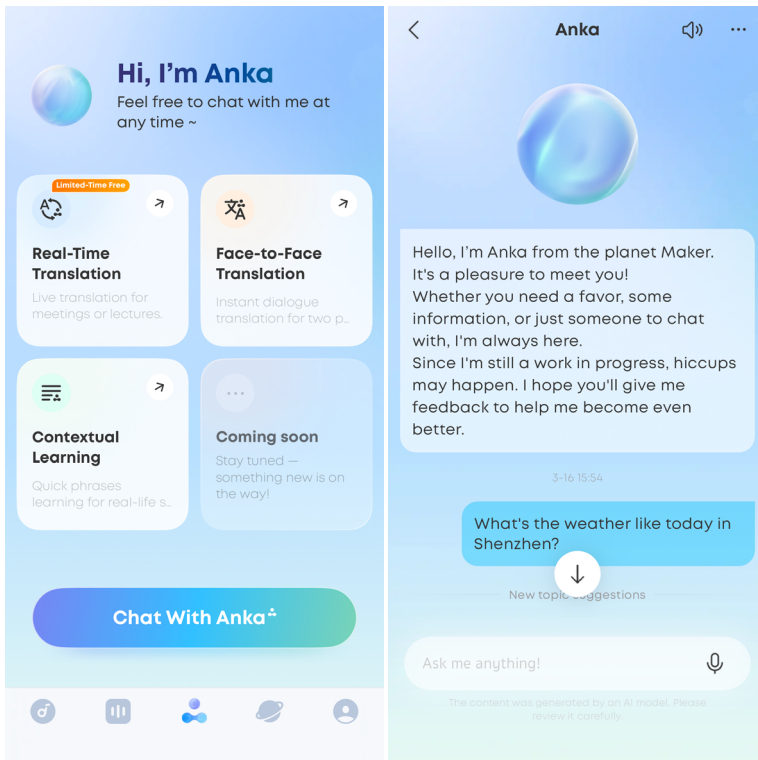 Hi, I'm Anka
Feel free to chat with me at
any time ~
Limited-Time Free
Real-Time
Translation
Live translation for
meetings or lectures.
Face-to-Face
Translation
Instant dialogue
translation for two p...
Contextual
Learning
Quick phrases
learning for real-life s...
Coming soon
Stay tuned —
something new is on
the way!
Chat With Anka
Anka
Hello, I'm Anka from the planet Maker.
It's a pleasure to meet you!
Whether you need a favor, some
information, or just someone to chat
with, I'm always here.
Since I'm still a work in progress, hiccups
may happen. I hope you'll give me
feedback to help me become even
better.
3-16 15:54
What's the weather like today in
Shenzhen?
New topic suggestions
Ask me anything!
The content was generated by an AI model. Please
review it carefully.